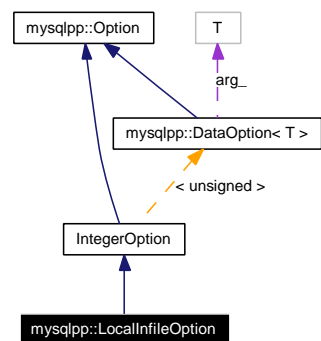 mysqlpp::Option
T
arg_
mysqlpp::DataOption< T >
< unsigned >
IntegerOption
mysqlpp::LocalInfileOption